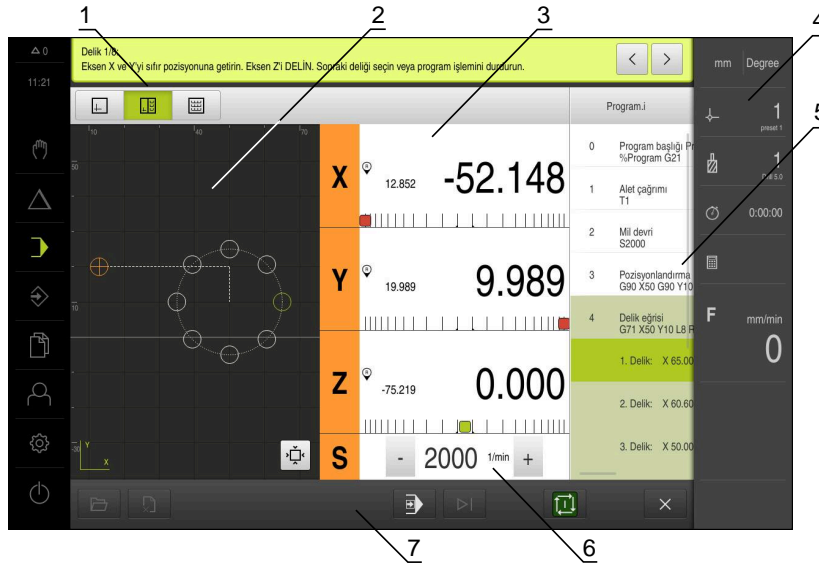 1
2
3
4
5
6
7
0
11:21
Delik 1/8:
Eksen X ve Y'yi sıfır pozisyonuna getirin. Eksen Z'i DELİN. Sonraki deliği seçin veya program işlemini durdurun.
mm Degree
Program.i
10 40 70
50
10
-30
Y
X
X
R
12.852
-52.148
Y
R
19.989
9.989
Z
R
-75.219
0.000
S
- 2000 1/min +
0 Program başlığı Pr
%Program G21
1 Alet çağrımı
T1
2 Mil devri
S2000
3 Pozisyonlandırma
G90 X50 G90 Y10
4 Delik eğrisi
G71 X50 Y10 L8 R
1. Delik: X 65.00
2. Delik: X 60.60
3. Delik: X 50.00
1
preset 1
1
0:00:00
F mm/min
0